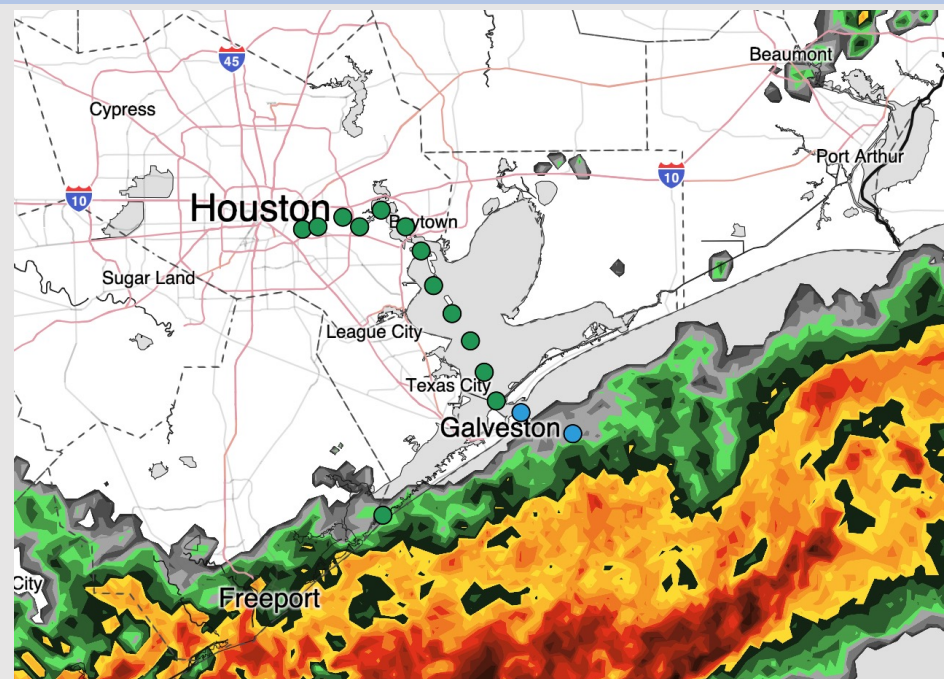 45
Beaumont
Cypress
Port Arthur
10
10
Houston
Baytown
Sugar Land
League City
Texas City
Galveston
City
Freeport